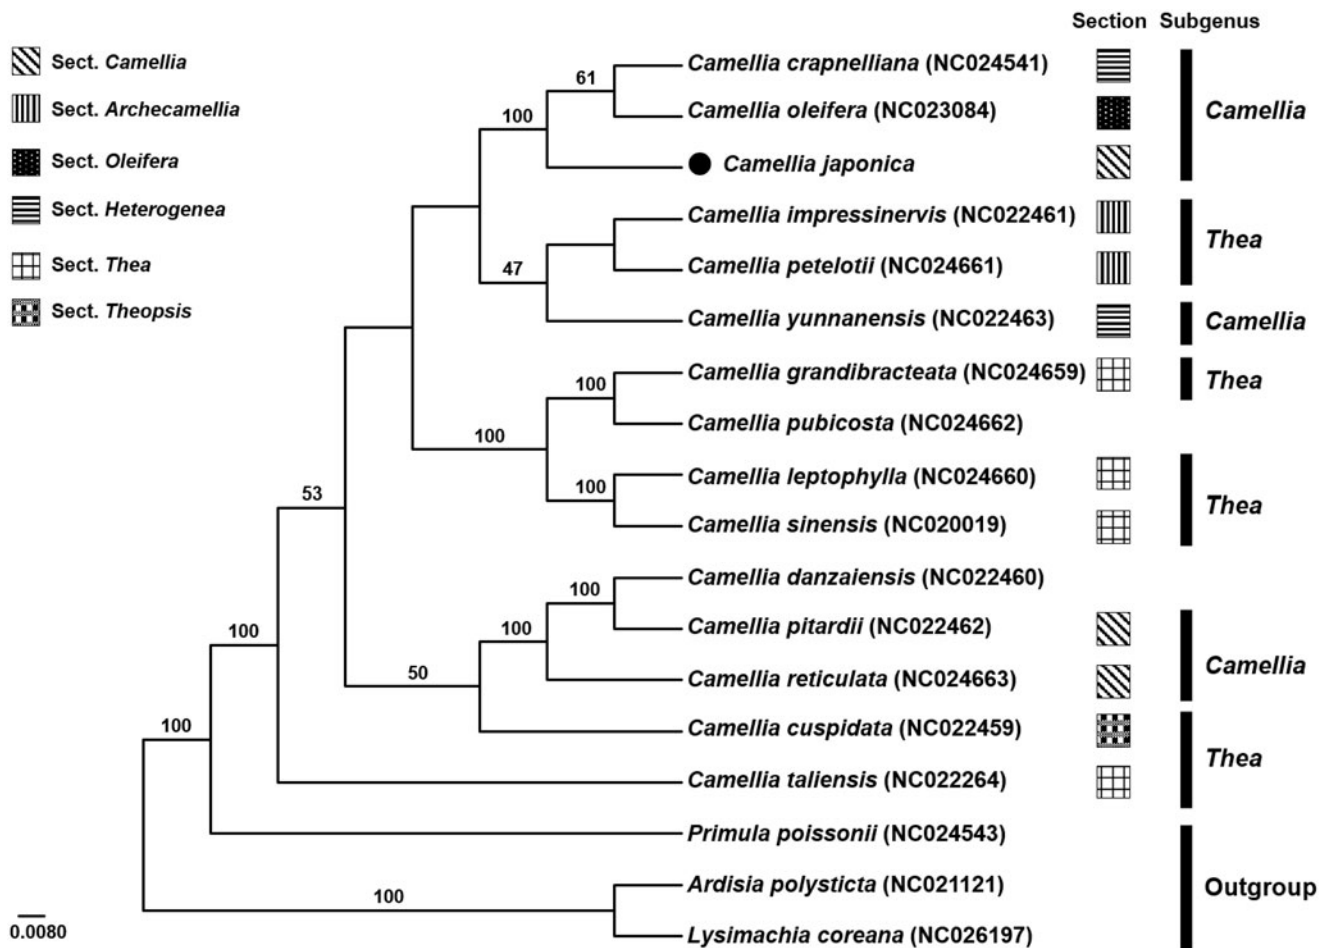 Section Subgenus
Sect. Camellia
Sect. Archecamellia
Sect. Oleifera
Sect. Heterogenea
Sect. Thea
Sect. Theopsis
61
100
47
100
100
100
53
100
100
50
100
100
100
Camellia crapnelliana (NC024541)
Camellia oleifera (NC023084)
Camellia japonica
Camellia impressinervis (NC022461)
Camellia petelotii (NC024661)
Camellia yunnanensis (NC022463)
Camellia grandibracteata (NC024659)
Camellia pubicosta (NC024662)
Camellia leptophylla (NC024660)
Camellia sinensis (NC020019)
Camellia danzaiensis (NC022460)
Camellia pitardii (NC022462)
Camellia reticulata (NC024663)
Camellia cuspidata (NC022459)
Camellia taliensis (NC022264)
Primula poissonii (NC024543)
Ardisia polysticta (NC021121)
Lysimachia coreana (NC026197)
Camellia
Thea
Camellia
Thea
Thea
Camellia
Thea
Outgroup
0.0080